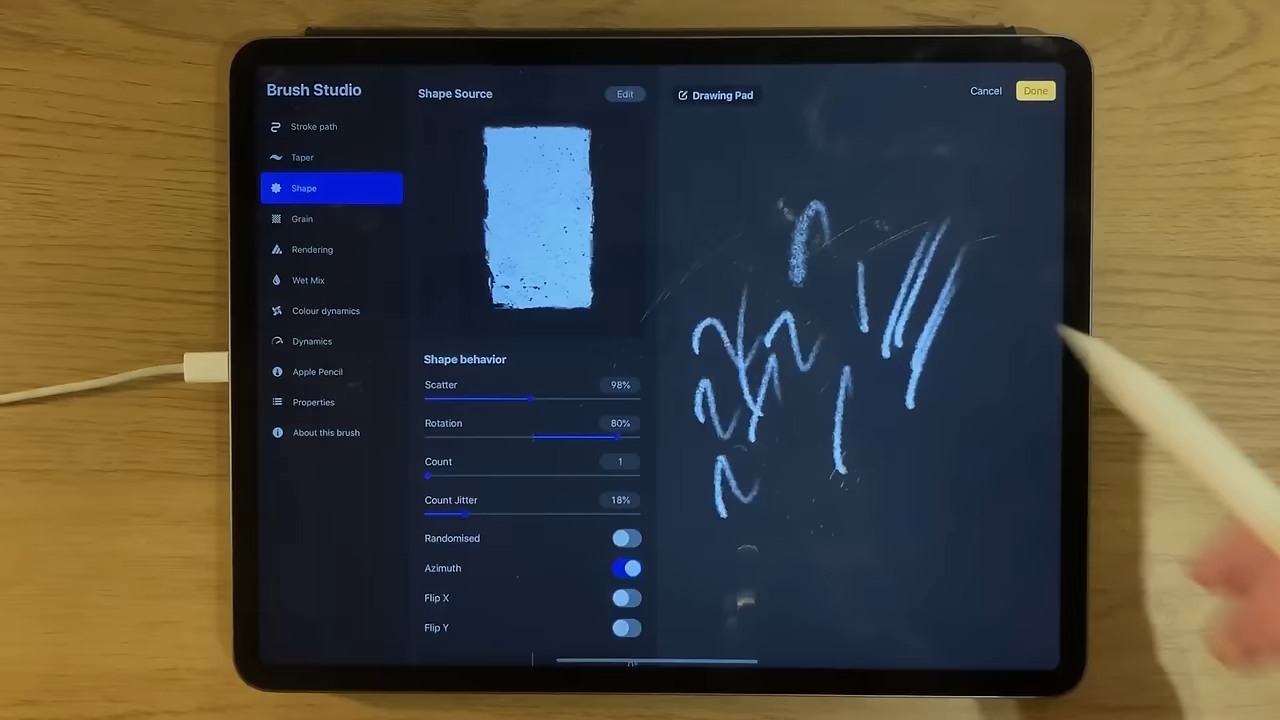 Brush Studio
Stroke path
Taper
Shape
Grain
Rendering
Wet Mix
Colour dynamics
Dynamics
Apple Pencil
Properties
About this brush
Shape Source
Edit
Shape behavior
Scatter 98%
Rotation 80%
Count 1
Count Jitter 18%
Randomised
Azimuth
Flip X
Flip Y
Drawing Pad
Cancel
Done